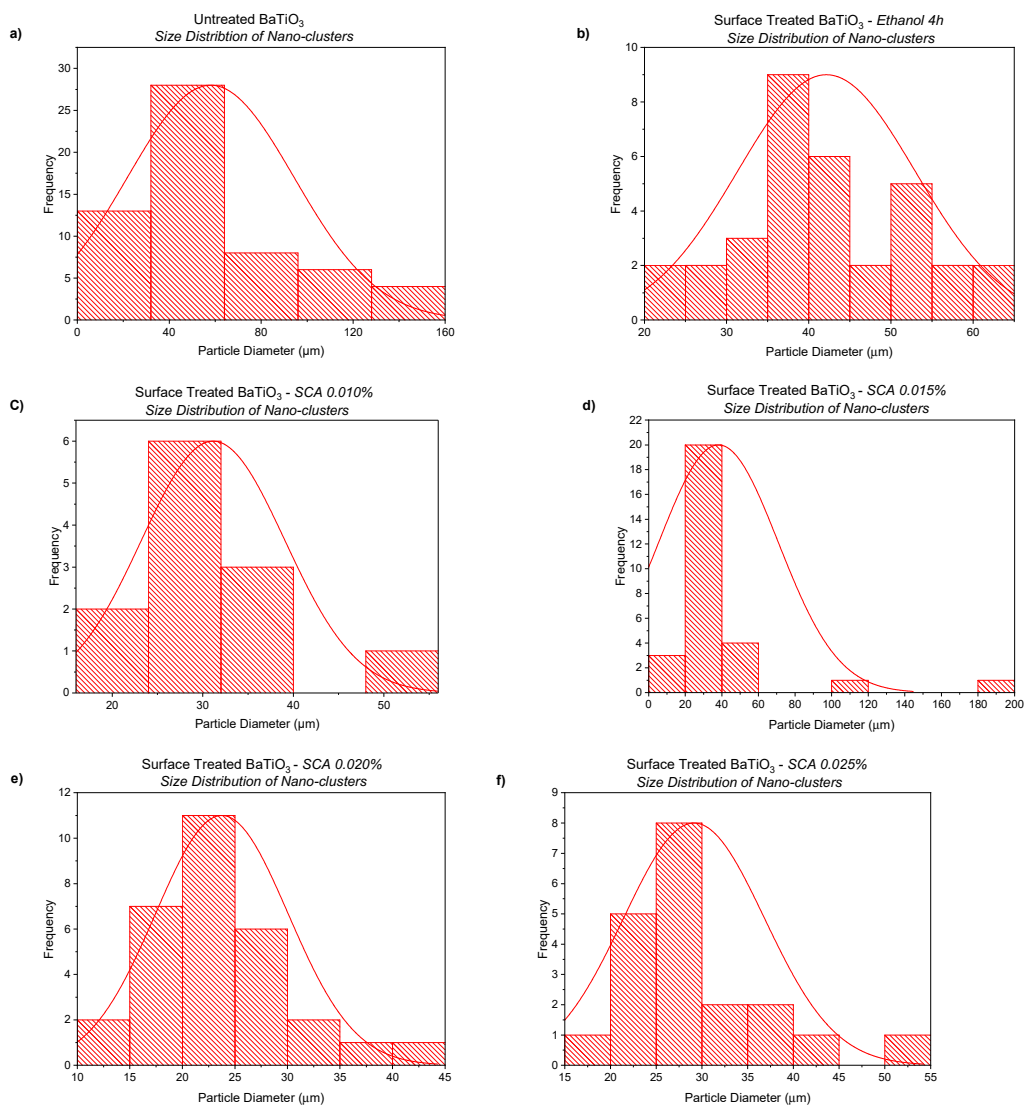 a)
Untreated BaTiO3
Size Distribtion of Nano-clusters
Frequency
30
25
20
15
10
5
0
0 40 80 120 160
Particle Diameter (µm)
b)
Surface Treated BaTiO3 - Ethanol 4h
Size Distribution of Nano-clusters
Frequency
10
8
6
4
2
0
20 30 40 50 60
Particle Diameter (μm)
C)
Surface Treated BaTiO3 - SCA 0.010%
Size Distribution of Nano-clusters
Frequency
6
5
4
3
2
1
0
20 30 40 50
Particle Diameter (µm)
d)
Surface Treated BaTiO3 - SCA 0.015%
Size Distribution of Nano-clusters
Frequency
22
20
18
16
14
12
10
8
6
4
2
0
0 20 40 60 80 100 120 140 160 180 200
Particle Diameter (μm)
e)
Surface Treated BaTiO3 - SCA 0.020%
Size Distribution of Nano-clusters
Frequency
12
10
8
6
4
2
0
10 15 20 25 30 35 40 45
Particle Diameter (μm)
f)
Surface Treated BaTiO3 - SCA 0.025%
Size Distribution of Nano-clusters
Frequency
9
8
7
6
5
4
3
2
1
0
15 20 25 30 35 40 45 50 55
Particle Diameter (μm)